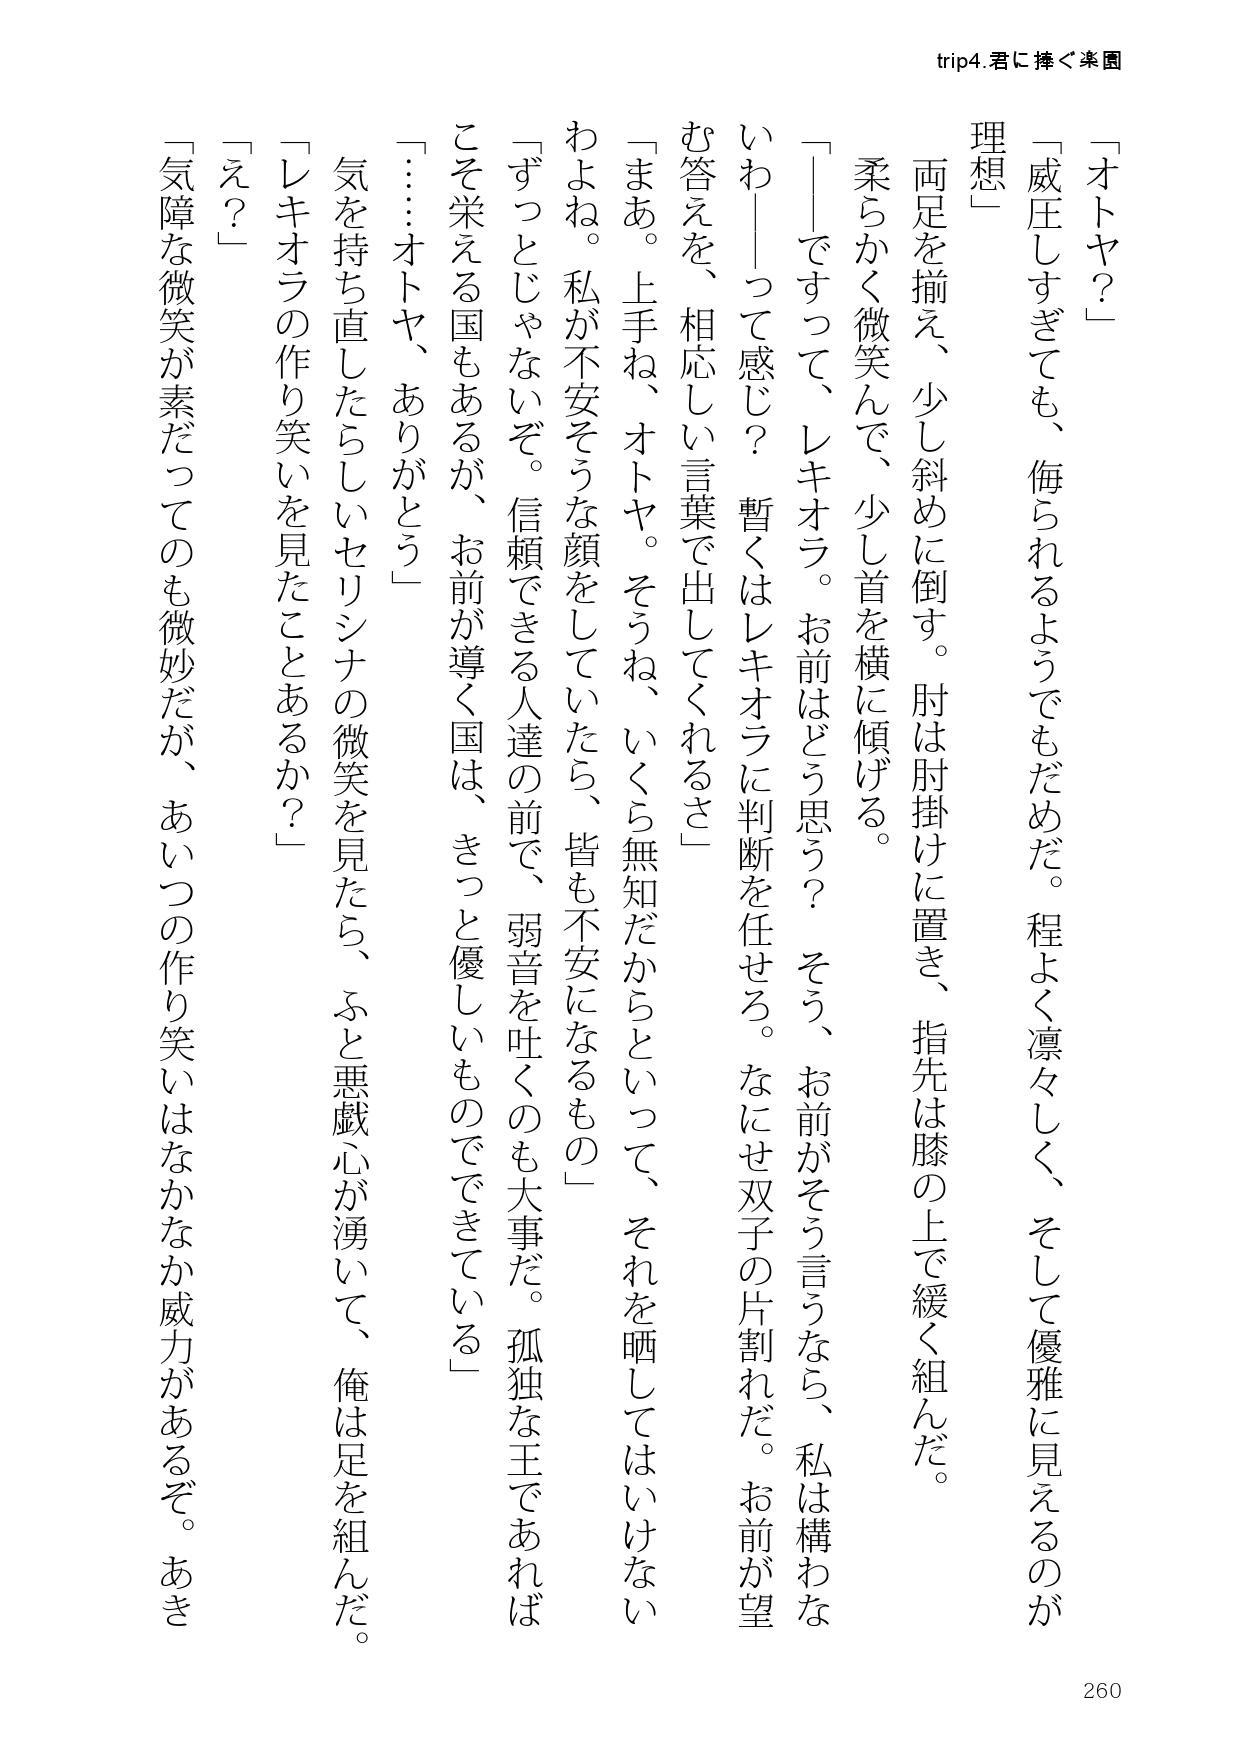 trip4.君に捧ぐ楽園
「オトヤ？」
「威圧しすぎても、侮られるようでもだめだ。程よく凛々しく、そして優雅に見えるのが
理想」
　両足を揃え、少し斜めに倒す。肘は肘掛けに置き、指先は膝の上で緩く組んだ。
　柔らかく微笑んで、少し首を横に傾げる。
「――ですって、レキオラ。お前はどう思う？　そう、お前がそう言うなら、私は構わな
いわ――って感じ？　暫くはレキオラに判断を任せろ。なにせ双子の片割れだ。お前が望
む答えを、相応しい言葉で出してくれるさ」
「まあ。上手ね、オトヤ。そうね、いくら無知だからといって、それを晒してはいけない
わよね。私が不安そうな顔をしていたら、皆も不安になるもの」
「ずっとじゃないぞ。信頼できる人達の前で、弱音を吐くのも大事だ。孤独な王であれば
こそ栄える国もあるが、お前が導く国は、きっと優しいものでできている」
「……オトヤ、ありがとう」
　気を持ち直したらしいセリシナの微笑を見たら、ふと悪戯心が湧いて、俺は足を組んだ。
「レキオラの作り笑いを見たことあるか？」
「え？」
「気障な微笑が素だってのも微妙だが、あいつの作り笑いはなかなか威力があるぞ。あき
260